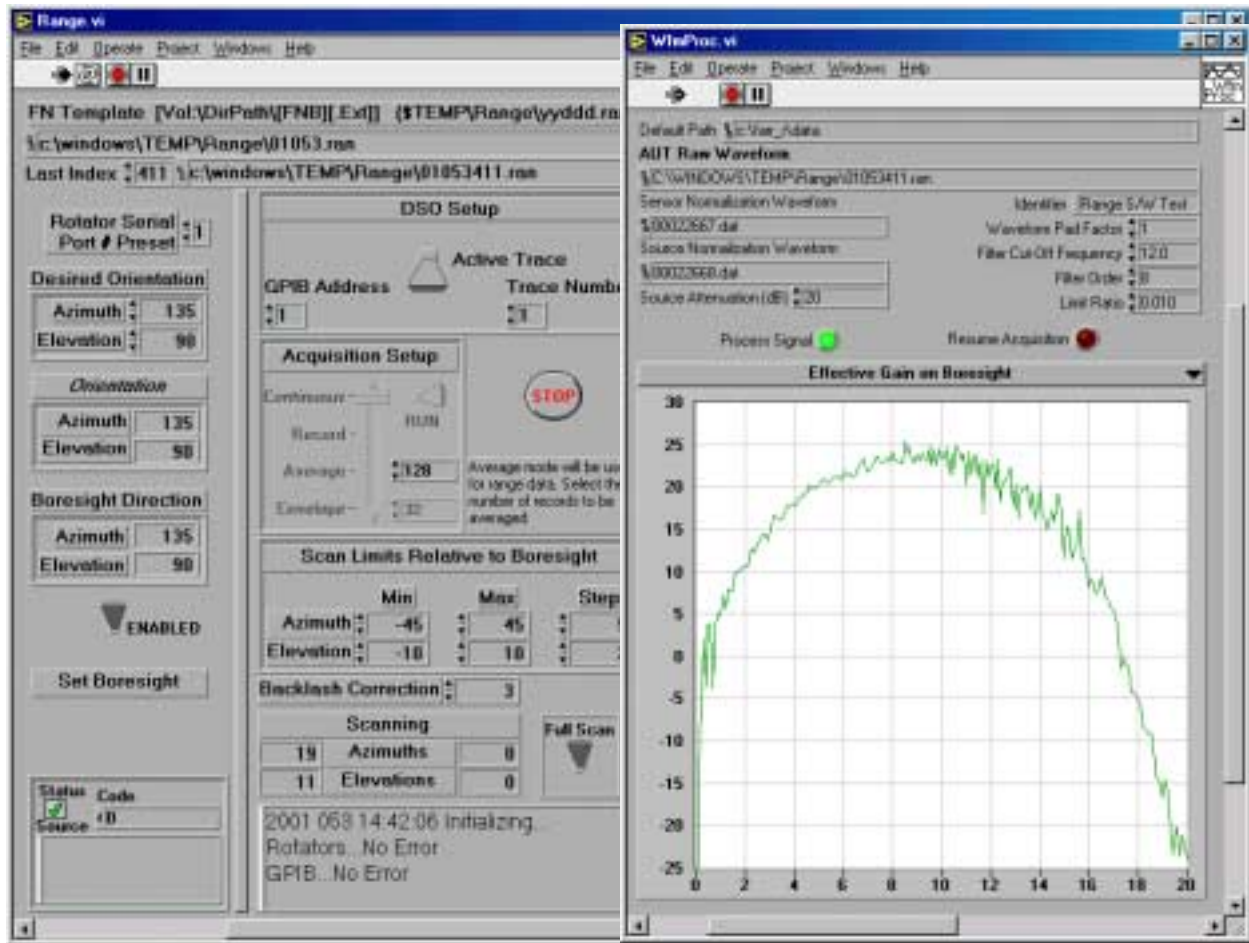 Range.vi
File Edit Operate Project Windows Help
FN Template [Vol:\DirPath\[FNB][.Ext]] ($TEMP\Range\yyddd.ra
c:\windows\TEMP\Range\01053.ran
Last Index 411 c:\windows\TEMP\Range\01053411.ran
Rotator Serial
Port # Preset 1
Desired Orientation
Azimuth 135
Elevation 90
Orientation
Azimuth 135
Elevation 90
Boresight Direction
Azimuth 135
Elevation 90
ENABLED
Set Boresight
Status Code
Source 0
DSO Setup
Active Trace
GPIB Address Trace Numb
1 1
Acquisition Setup
Continuous
RUN
Record
Average 128
Envelope 32
STOP
Average mode will be us
for range data. Select the
number of records to be
averaged.
Scan Limits Relative to Boresight
Min Max Step
Azimuth -45 45
Elevation -10 10
Backlash Correction 3
Scanning
19 Azimuths 0
11 Elevations 0
Full Scan
2001 053 14:42:06 Initializing...
Rotators...No Error
GPIB...No Error
WfmProc.vi
File Edit Operate Project Windows Help
Default Path
AUT Raw Waveform
C:\WINDOWS\TEMP\Range\01053411.ran
Sensor Normalization Waveform
00022667.dat
Source Normalization Waveform
00022668.dat
Source Attenuation (dB) 20
Identifier Range S/W Test
Waveform Pad Factor 1
Filter Cut-Off Frequency 12.0
Filter Order 8
Limit Ratio 0.010
Process Signal Resume Acquisition
Effective Gain on Boresight
30
25
20
15
10
5
0
-5
-10
-15
-20
-25
0 2 4 6 8 10 12 14 16 18 20